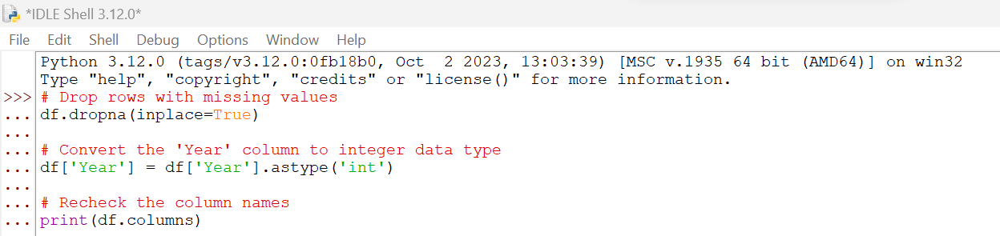 *IDLE Shell 3.12.0*
File Edit Shell Debug Options Window Help
Python 3.12.0 (tags/v3.12.0:0fb18b0, Oct  2 2023, 13:03:39) [MSC v.1935 64 bit (AMD64)] on win32
Type "help", "copyright", "credits" or "license()" for more information.
>>> # Drop rows with missing values
... df.dropna(inplace=True)
...
... # Convert the 'Year' column to integer data type
... df['Year'] = df['Year'].astype('int')
...
... # Recheck the column names
... print(df.columns)